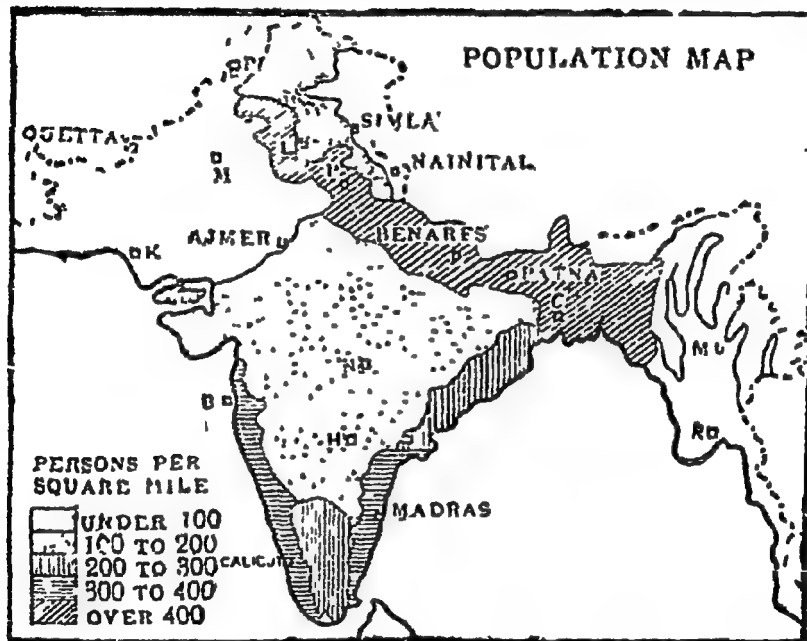 POPULATION MAP
P
SIMLA
QUETTA
L
M
NAINITAL
AJMER
BENARES
K
PATNA
C
N
M
B
H
R
PERSONS PER
SQUARE MILE
MADRAS
UNDER 100
100 TO 200
200 TO 300
CALICUT
300 TO 400
OVER 400